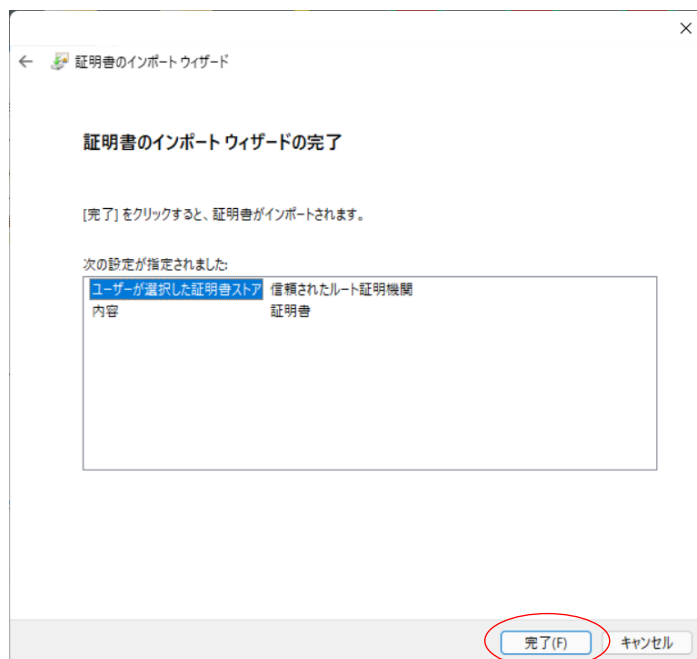 証明書のインポート ウィザード
証明書のインポート ウィザードの完了
[完了] をクリックすると、証明書がインポートされます。
次の設定が指定されました:
ユーザーが選択した証明書ストア 信頼されたルート証明機関
内容 証明書
完了(F) キャンセル